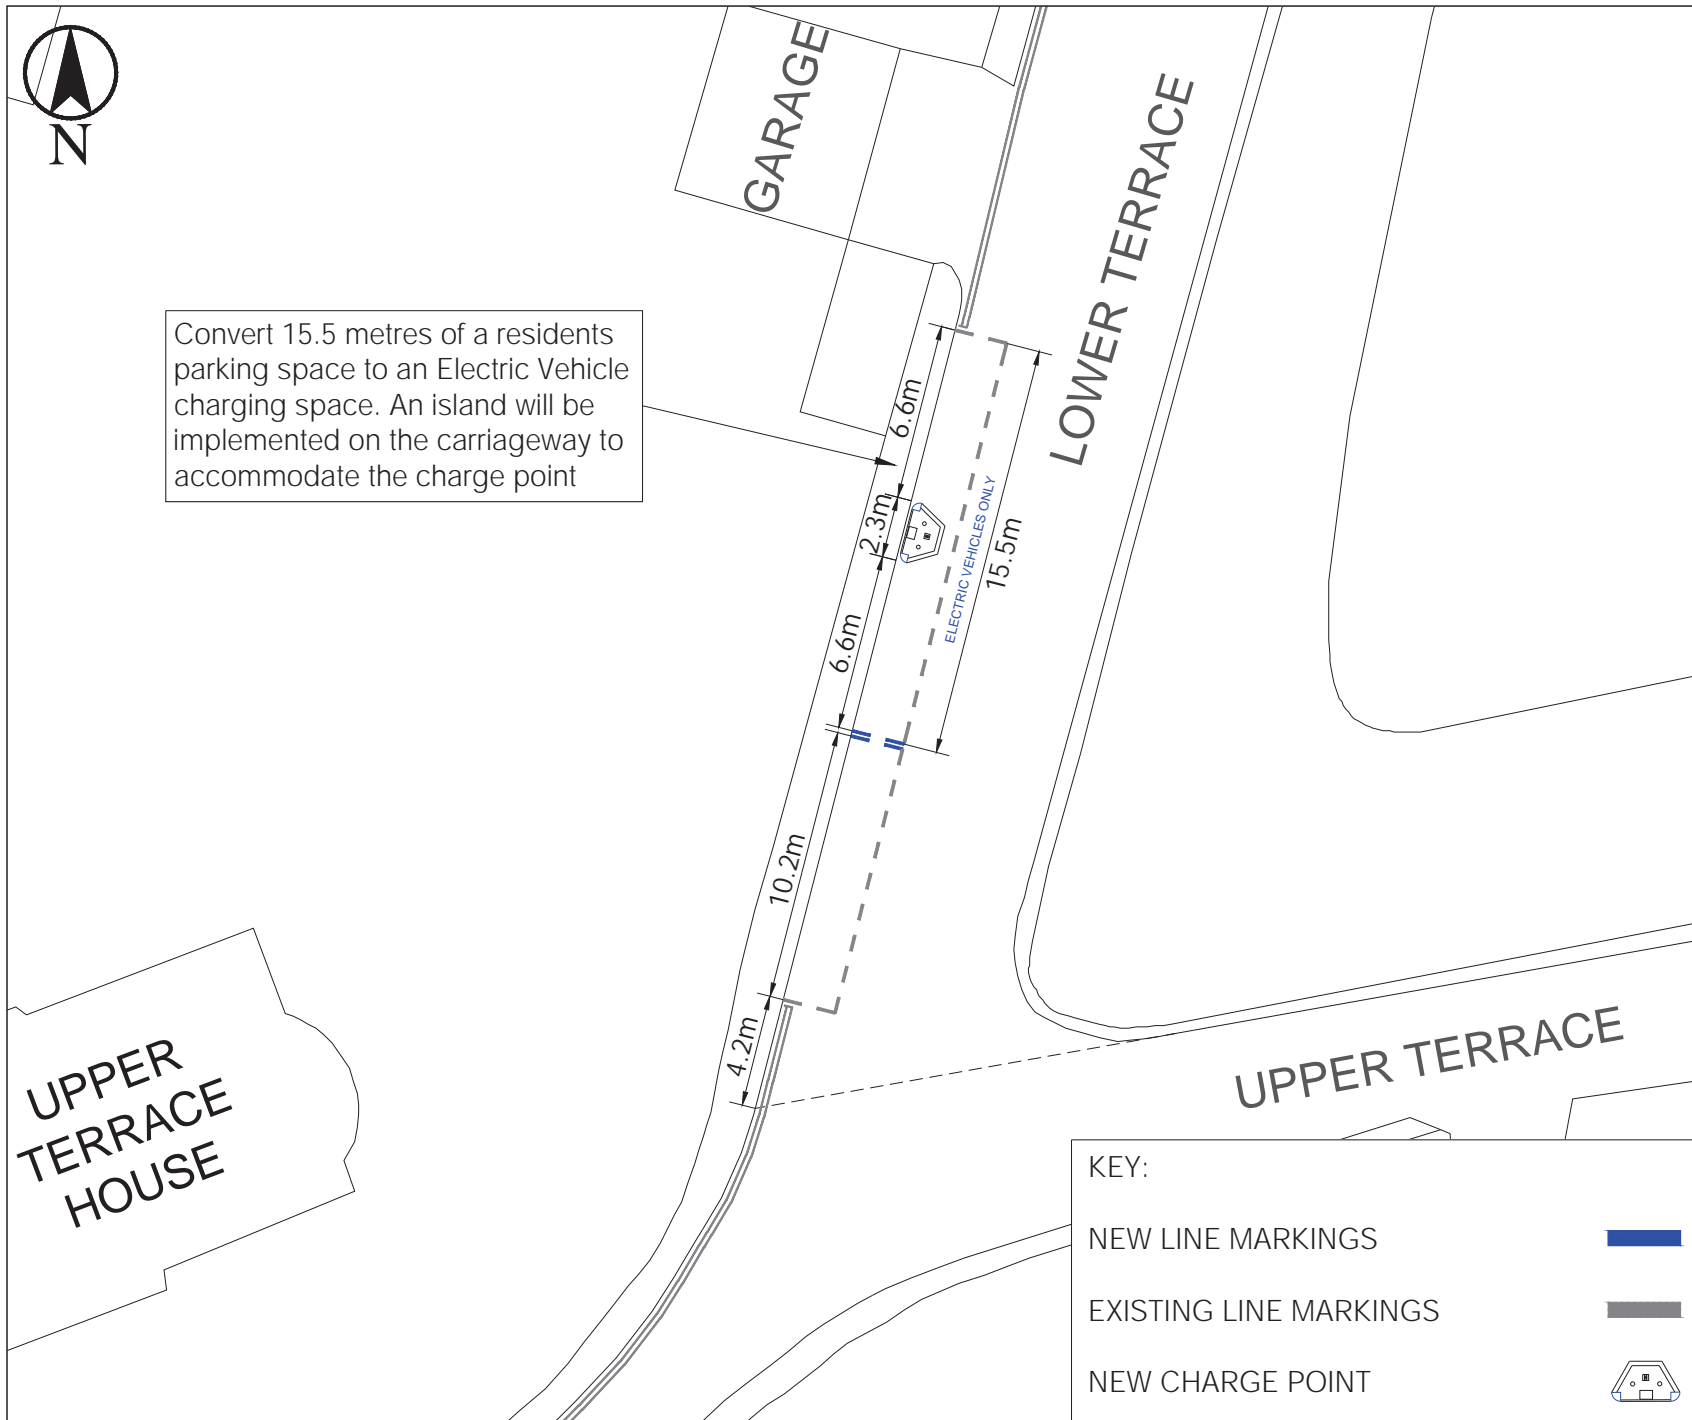 N
GARAGE
LOWER TERRACE
Convert 15.5 metres of a residents
parking space to an Electric Vehicle
charging space. An island will be
implemented on the carriageway to
accommodate the charge point
6.6m
2.3m
ELECTRIC VEHICLES ONLY
15.5m
6.6m
10.2m
4.2m
UPPER
TERRACE
HOUSE
UPPER TERRACE
KEY:
NEW LINE MARKINGS
EXISTING LINE MARKINGS
NEW CHARGE POINT